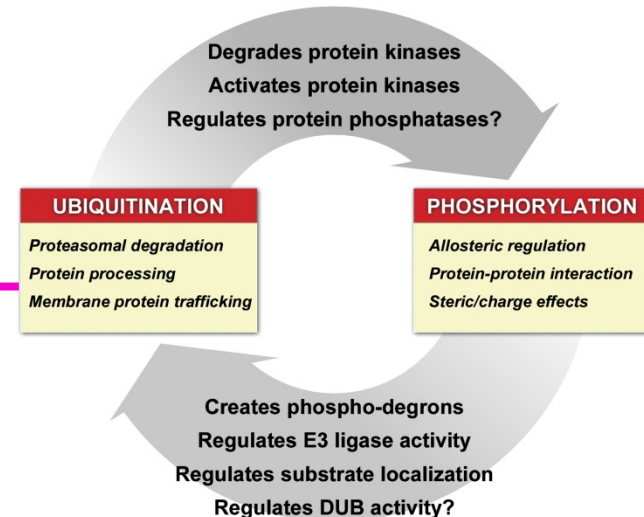 Degrades protein kinases
Activates protein kinases
Regulates protein phosphatases?
UBIQUITINATION
Proteasomal degradation
Protein processing
Membrane protein trafficking
PHOSPHORYLATION
Allosteric regulation
Protein-protein interaction
Steric/charge effects
Creates phospho-degrons
Regulates E3 ligase activity
Regulates substrate localization
Regulates DUB activity?